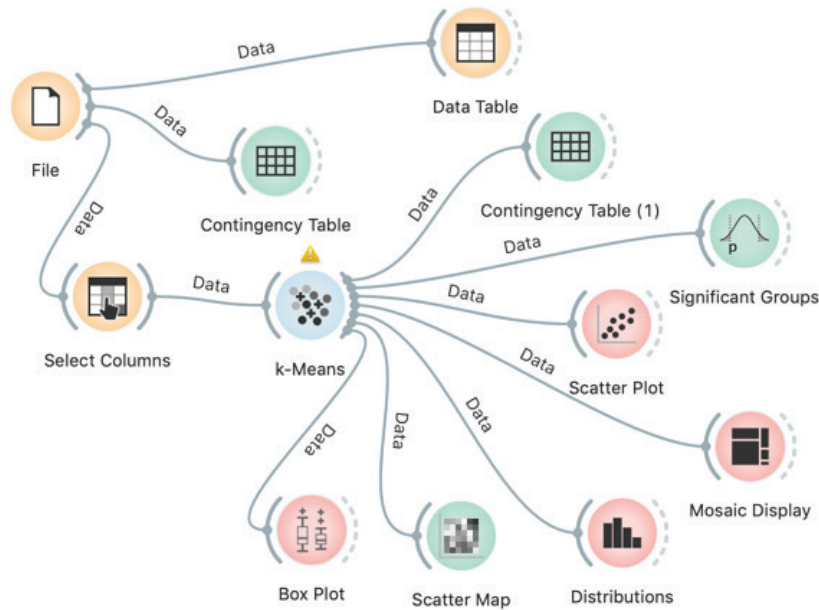 Data
Data Table
File
Data
Contingency Table
Data
Contingency Table (1)
Data
Data
Significant Groups
Data
Select Columns
k-Means
Data
Scatter Plot
Data
Mosaic Display
Data
Data
Data
Box Plot
Scatter Map
Distributions
p